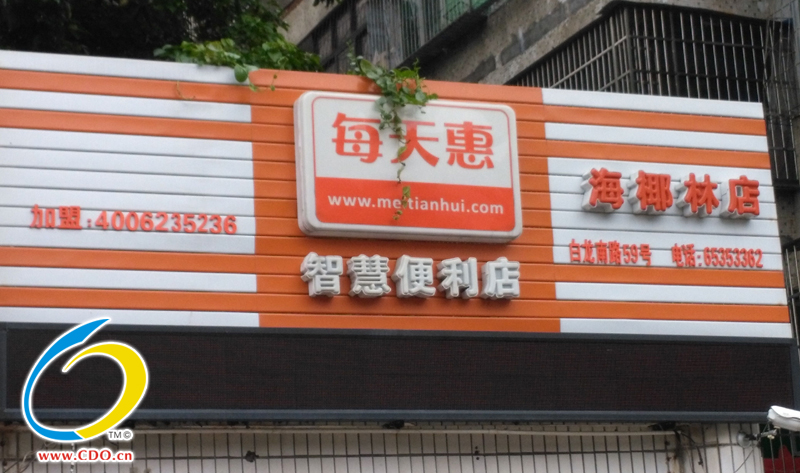 每天惠
www.meitianhui.com
海椰林店
加盟:4006235236
白龙南路59号 电话:65353362
智慧便利店
TM©
www.CDO.cn